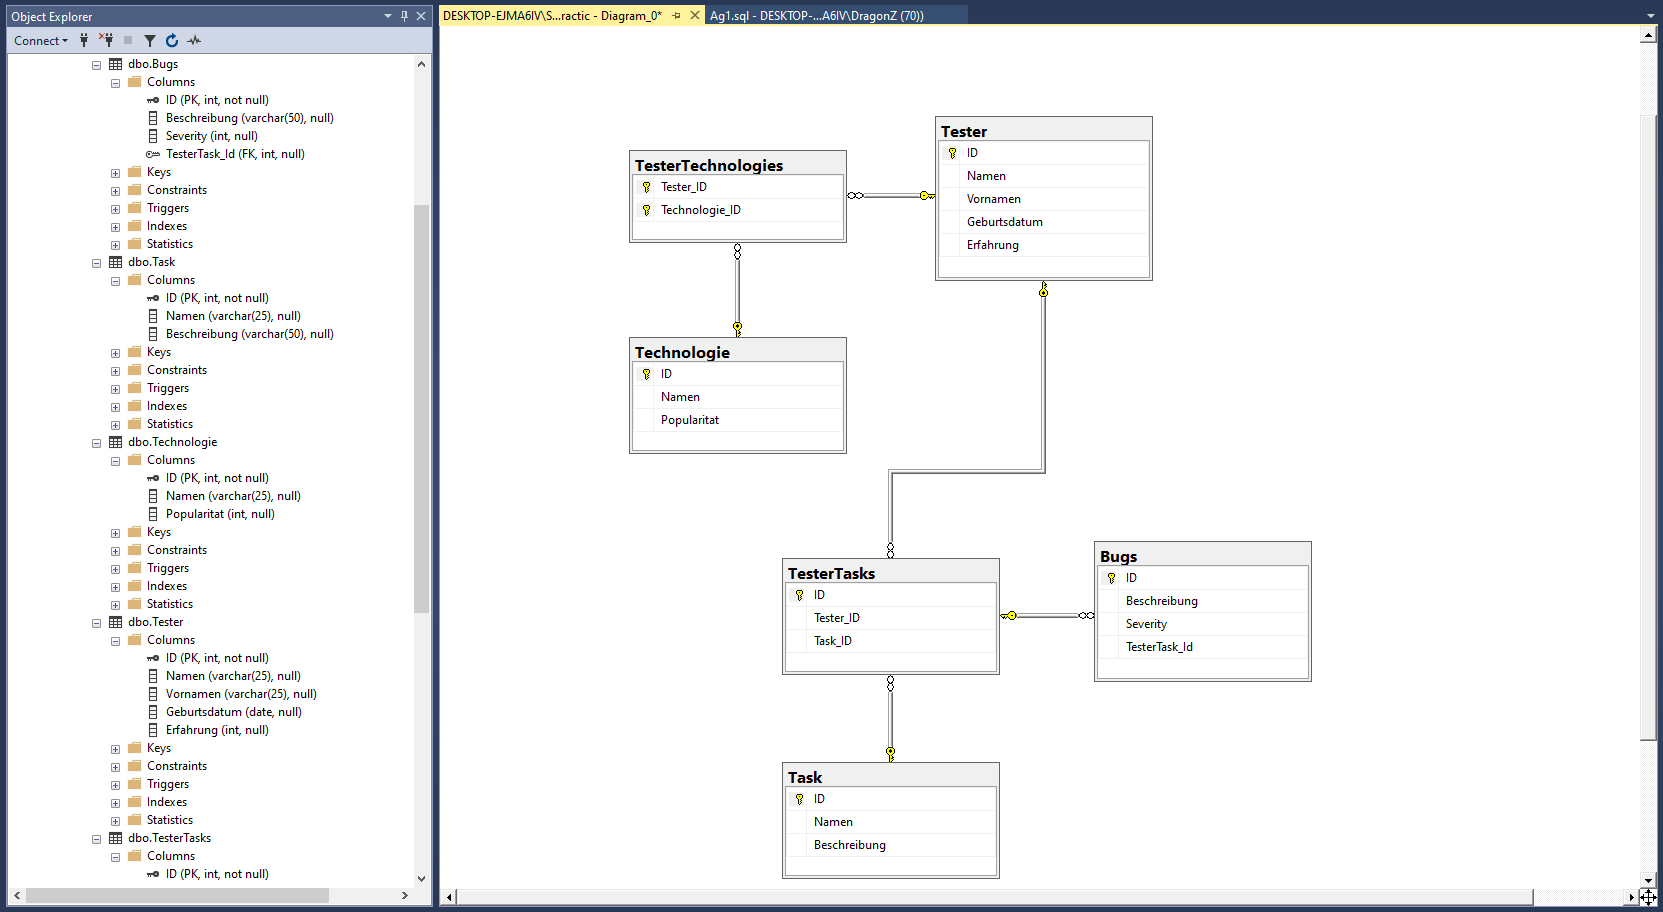 Object Explorer
Connect
dbo.Bugs
Columns
ID (PK, int, not null)
Beschreibung (varchar(50), null)
Severity (int, null)
TesterTask_Id (FK, int, null)
Keys
Constraints
Triggers
Indexes
Statistics
dbo.Task
Columns
ID (PK, int, not null)
Namen (varchar(25), null)
Beschreibung (varchar(50), null)
Keys
Constraints
Triggers
Indexes
Statistics
dbo.Technologie
Columns
ID (PK, int, not null)
Namen (varchar(25), null)
Popularitat (int, null)
Keys
Constraints
Triggers
Indexes
Statistics
dbo.Tester
Columns
ID (PK, int, not null)
Namen (varchar(25), null)
Vornamen (varchar(25), null)
Geburtsdatum (date, null)
Erfahrung (int, null)
Keys
Constraints
Triggers
Indexes
Statistics
dbo.TesterTasks
Columns
ID (PK, int, not null)
DESKTOP-EJMA6IV\S...ractic - Diagram_0*
Ag1.sql - DESKTOP-...A6IV\DragonZ (70))
TesterTechnologies
Tester_ID
Technologie_ID
Tester
ID
Namen
Vornamen
Geburtsdatum
Erfahrung
Technologie
ID
Namen
Popularitat
TesterTasks
ID
Tester_ID
Task_ID
Bugs
ID
Beschreibung
Severity
TesterTask_Id
Task
ID
Namen
Beschreibung